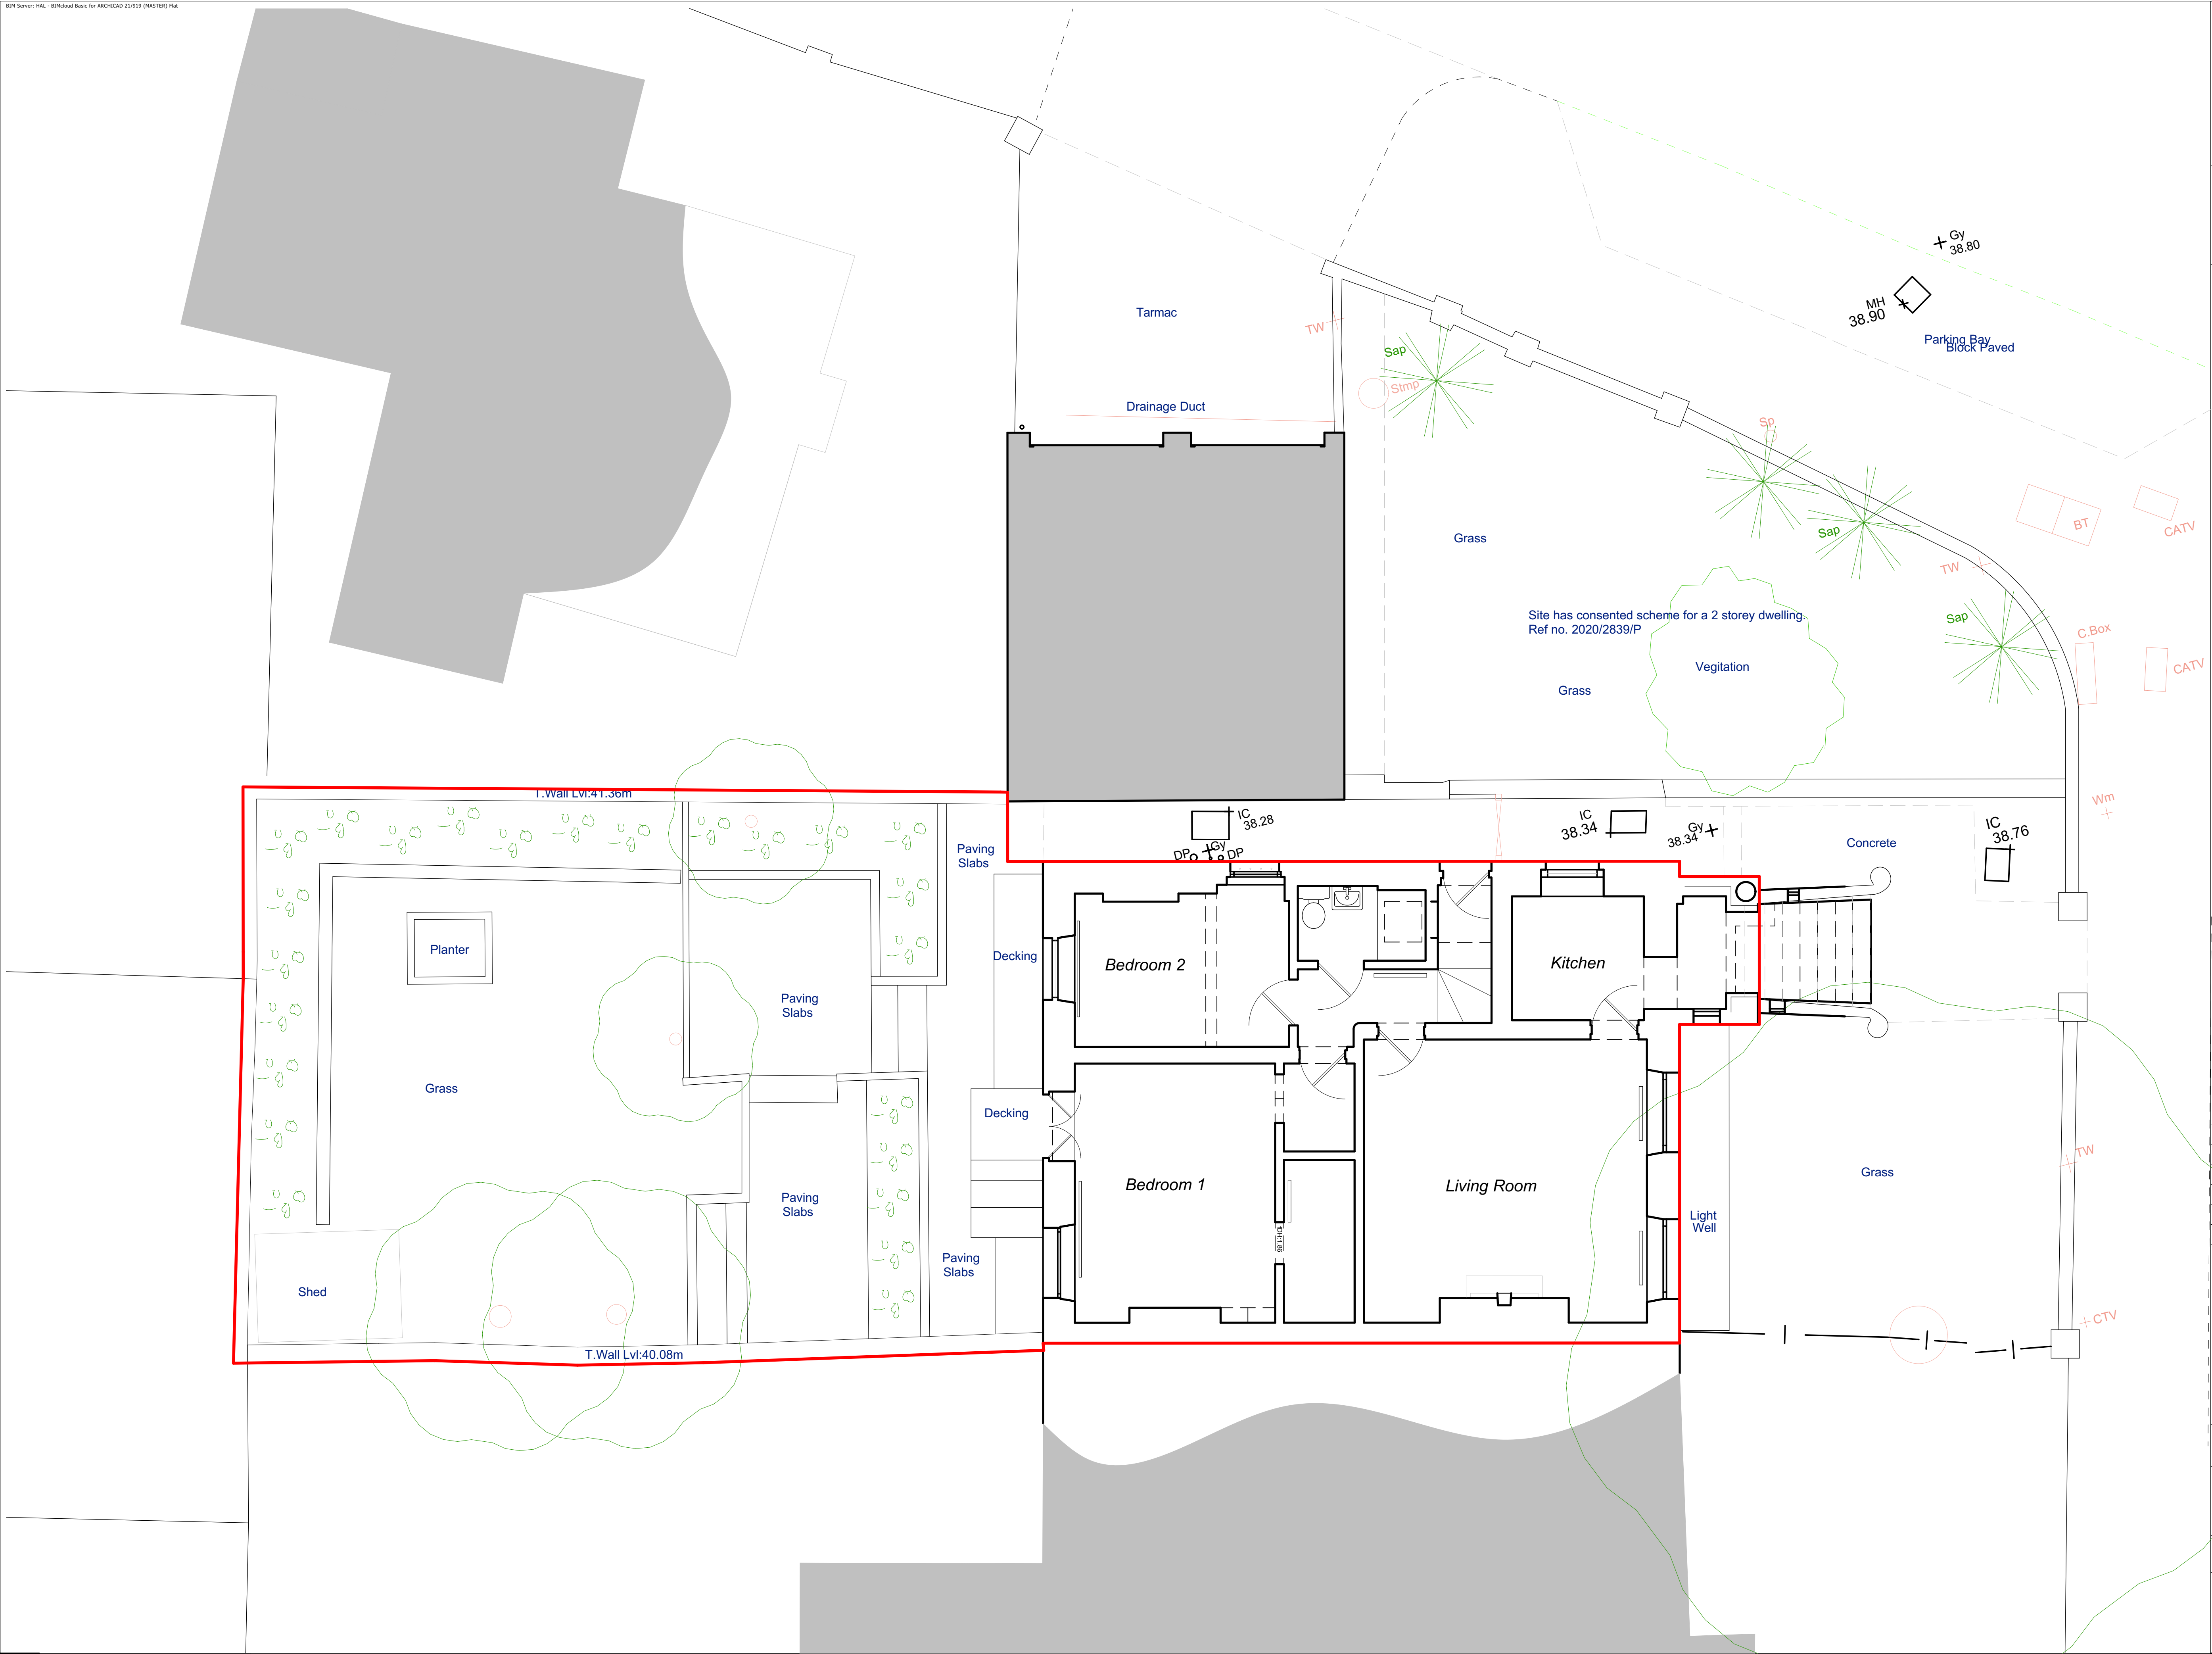 BIM Server: HAL - BIMcloud Basic for ARCHICAD 21/919 (MASTER) Flat
Gy
38.80
MH
38.90
Parking Bay
Block Paved
Tarmac
TW
Sap
Stmp
Drainage Duct
Sp
BT
CATV
Grass
Sap
TW
Site has consented scheme for a 2 storey dwelling.
Ref no. 2020/2839/P
Sap
C.Box
Vegitation
CATV
Grass
T.Wall Lvl:41.36m
Wm
IC
38.28
IC
38.34
Gy
38.34
IC
38.76
Concrete
DP
Gy
DP
Paving
Slabs
Planter
Decking
Bedroom 2
Kitchen
Paving
Slabs
Grass
Decking
TW
Grass
Bedroom 1
Living Room
Paving
Slabs
Light
Well
DH:1.86
Paving
Slabs
Shed
CTV
T.Wall Lvl:40.08m